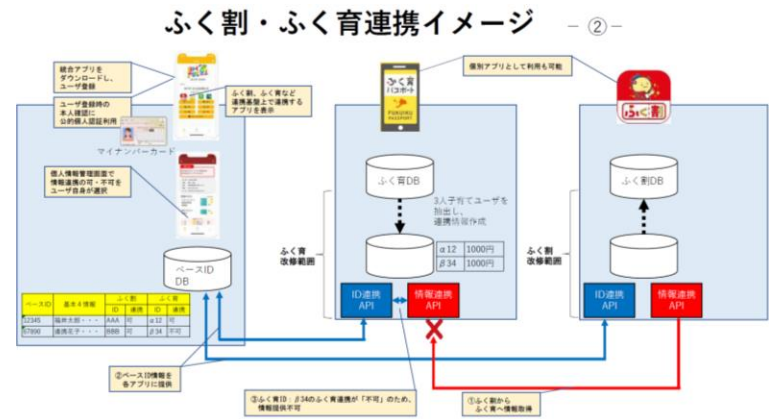 ふく割・ふく育連携イメージ －②－
統合アプリを
ダウンロードし、
ユーザ登録
ユーザ登録時の
本人確認に
公的個人認証利用
マイナンバーカード
ふく割、ふく育など
連携基盤上で連携する
アプリを表示
個人情報管理画面で
情報連携の可・不可を
ユーザ自身が選択
ベースID
DB
ベースID 基本4情報 ふく割 ふく育
ID 連携 ID 連携
12345 福井太郎・・・ AAA 可 α12 可
67890 連携花子・・・ BBB 可 β34 不可
②ベースID情報を
各アプリに提供
個別アプリとして利用も可能
ふく育
パスポート
FUKUIKU
PASSPORT
ふく育DB
3人子育てユーザを
抽出し、
連携情報作成
α12 1000円
β34 1000円
ふく育
改修範囲
ID連携
API
情報連携
API
③ふく育ID：β34のふく育連携が「不可」のため、
情報提供不可
ふく割
ふく割DB
ふく割
改修範囲
ID連携
API
情報連携
API
①ふく割から
ふく育へ情報取得